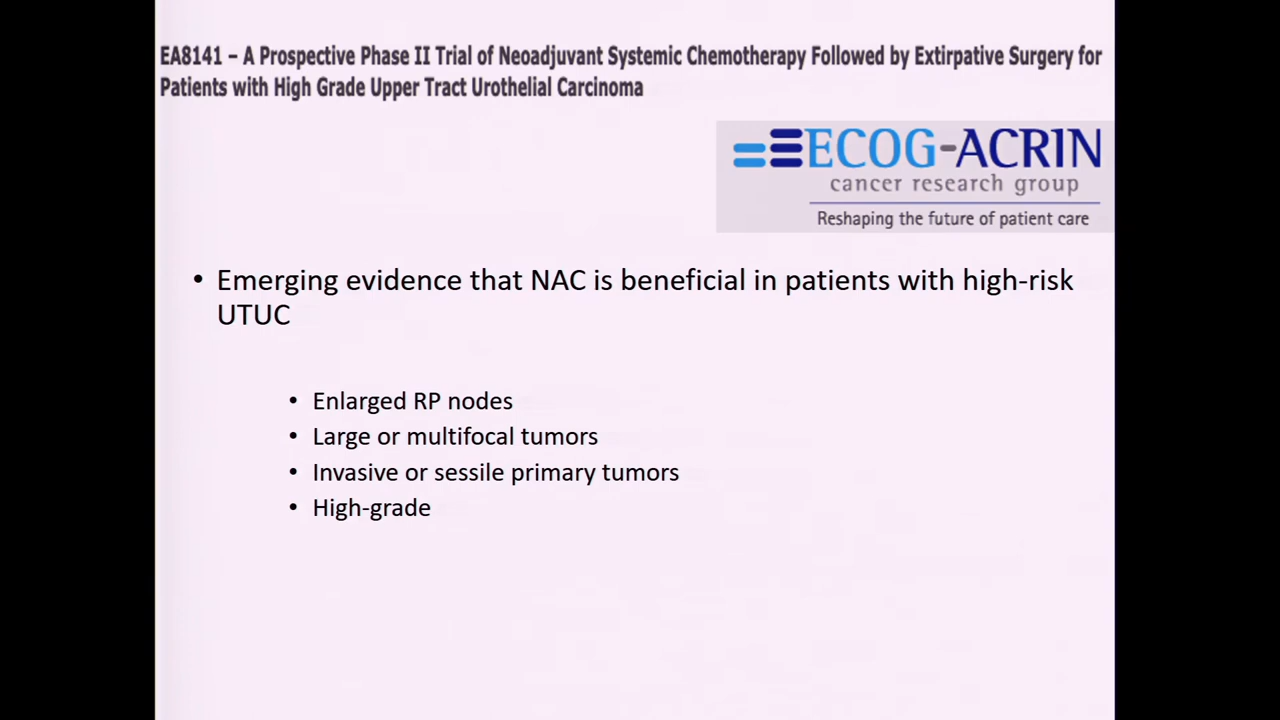 EA8141 – A Prospective Phase II Trial of Neoadjuvant Systemic Chemotherapy Followed by Extirpative Surgery for
Patients with High Grade Upper Tract Urothelial Carcinoma
ECOG-ACRIN
cancer research group
Reshaping the future of patient care
• Emerging evidence that NAC is beneficial in patients with high-risk
UTUC
• Enlarged RP nodes
• Large or multifocal tumors
• Invasive or sessile primary tumors
• High-grade